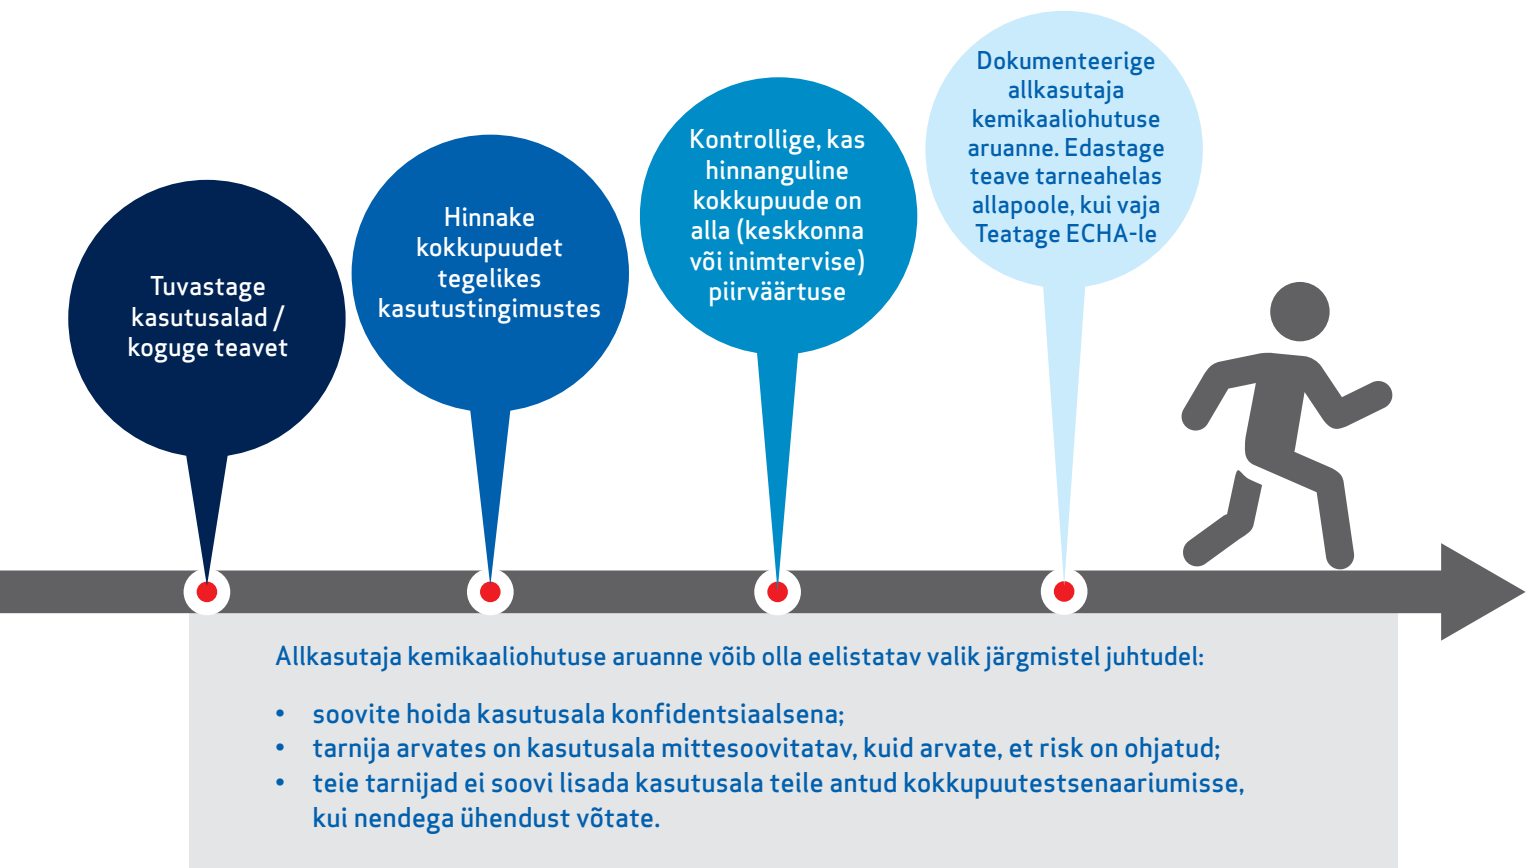 Tuvastage
kasutusalad /
koguge teavet
Hinnake
kokkupuudet
tegelikes
kasutustingimustes
Kontrollige, kas
hinnanguline
kokkupuude on
alla (keskkonna
või inimtervise)
piirväärtuse
Dokumenteerige
allkasutaja
kemikaaliohutuse
aruanne. Edastage
teave tarneahelas
allapoole, kui vaja
Teatage ECHA-le
Allkasutaja kemikaaliohutuse aruanne võib olla eelistatav valik järgmistel juhtudel:
• soovite hoida kasutusala konfidentsiaalsena;
• tarnija arvates on kasutusala mittesoovitatav, kuid arvate, et risk on ohjatud;
• teie tarnijad ei soovi lisada kasutusala teile antud kokkupuutestsenaariumisse,
kui nendega ühendust võtate.